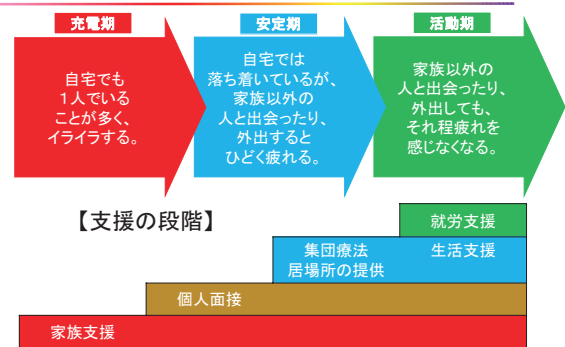 充電期
自宅でも
１人でいる
ことが多く、
イライラする。
安定期
自宅では
落ち着いているが、
家族以外の
人と出会ったり、
外出すると
ひどく疲れる。
活動期
家族以外の
人と出会ったり、
外出しても、
それ程疲れを
感じなくなる。
【支援の段階】
就労支援
集団療法
居場所の提供
生活支援
個人面接
家族支援